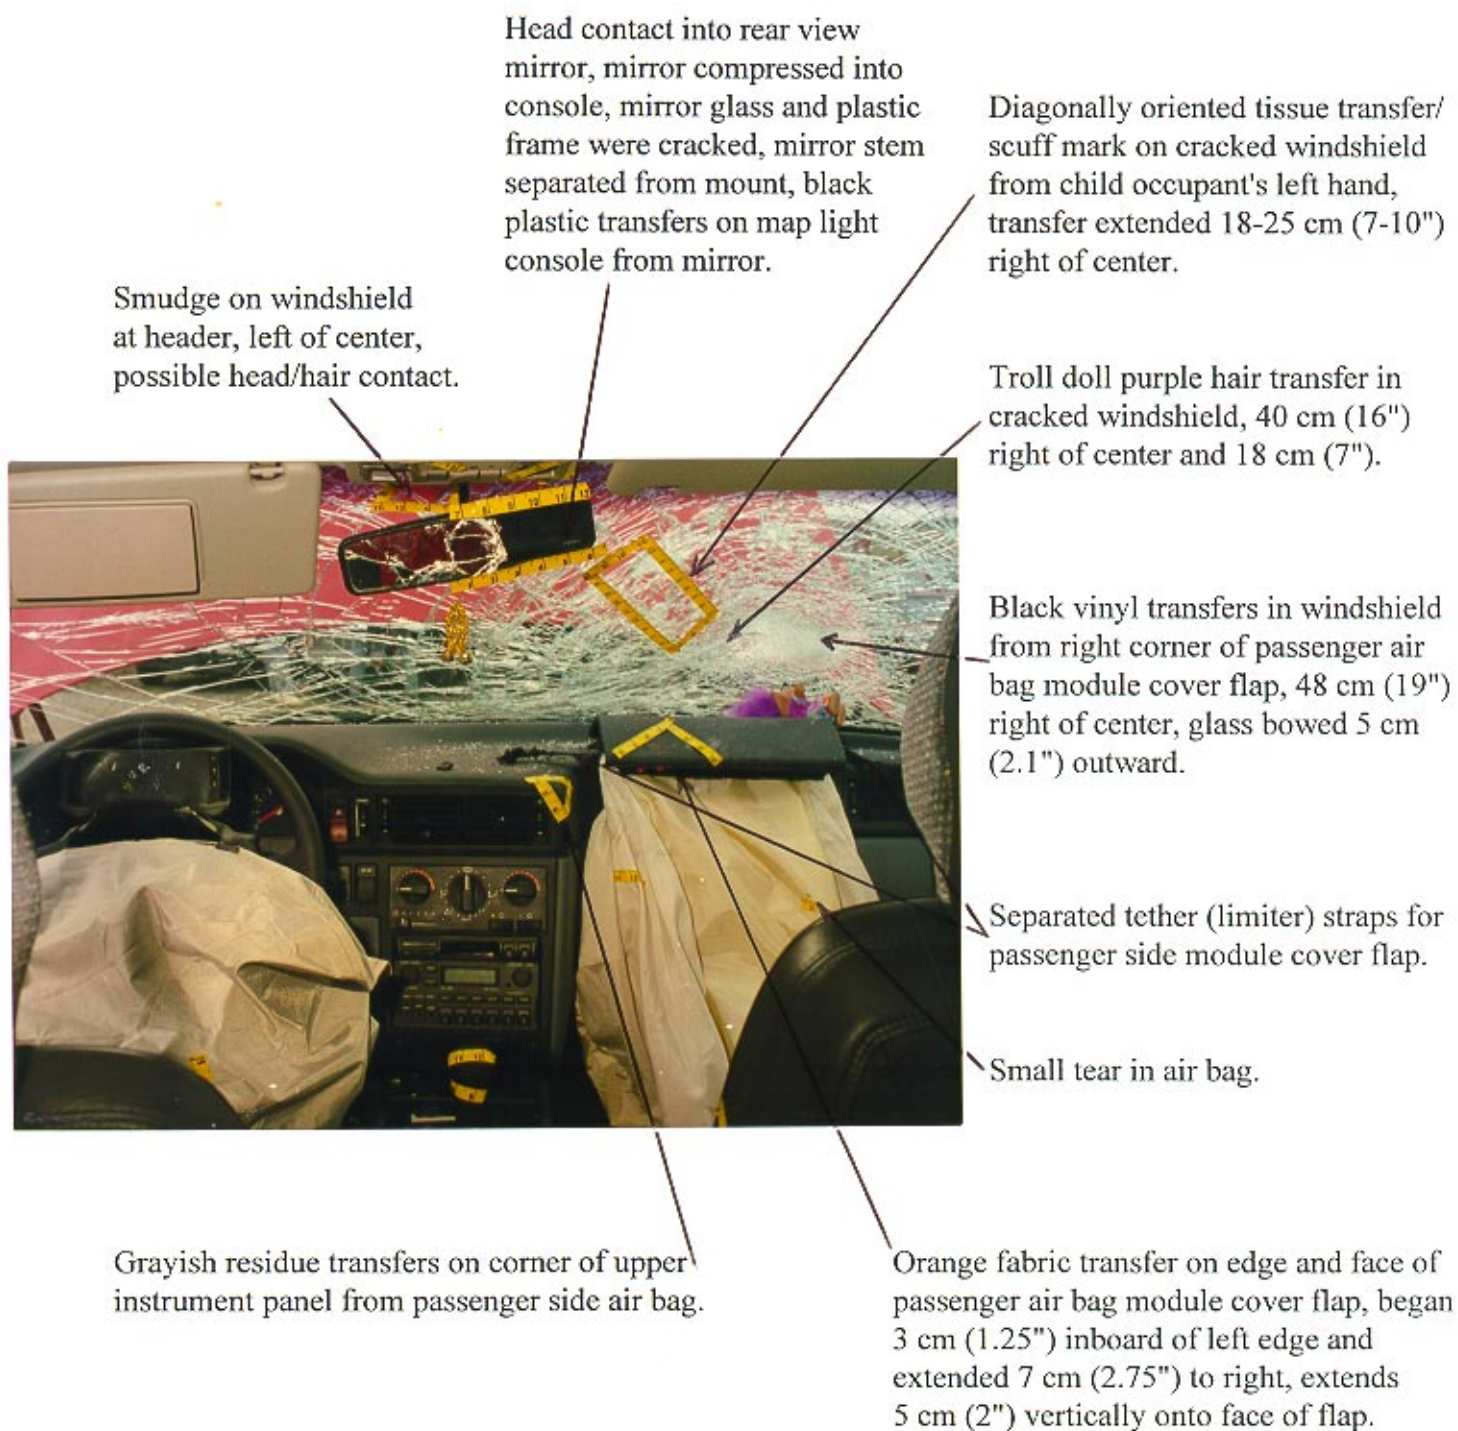 Head contact into rear view
mirror, mirror compressed into
console, mirror glass and plastic
frame were cracked, mirror stem
separated from mount, black
plastic transfers on map light
console from mirror.
Diagonally oriented tissue transfer/
scuff mark on cracked windshield
from child occupant's left hand,
transfer extended 18-25 cm (7-10")
right of center.
Smudge on windshield
at header, left of center,
possible head/hair contact.
Troll doll purple hair transfer in
cracked windshield, 40 cm (16")
right of center and 18 cm (7").
Black vinyl transfers in windshield
from right corner of passenger air
bag module cover flap, 48 cm (19")
right of center, glass bowed 5 cm
(2.1") outward.
Separated tether (limiter) straps for
passenger side module cover flap.
Small tear in air bag.
Grayish residue transfers on corner of upper
instrument panel from passenger side air bag.
Orange fabric transfer on edge and face of
passenger air bag module cover flap, began
3 cm (1.25") inboard of left edge and
extended 7 cm (2.75") to right, extends
5 cm (2") vertically onto face of flap.